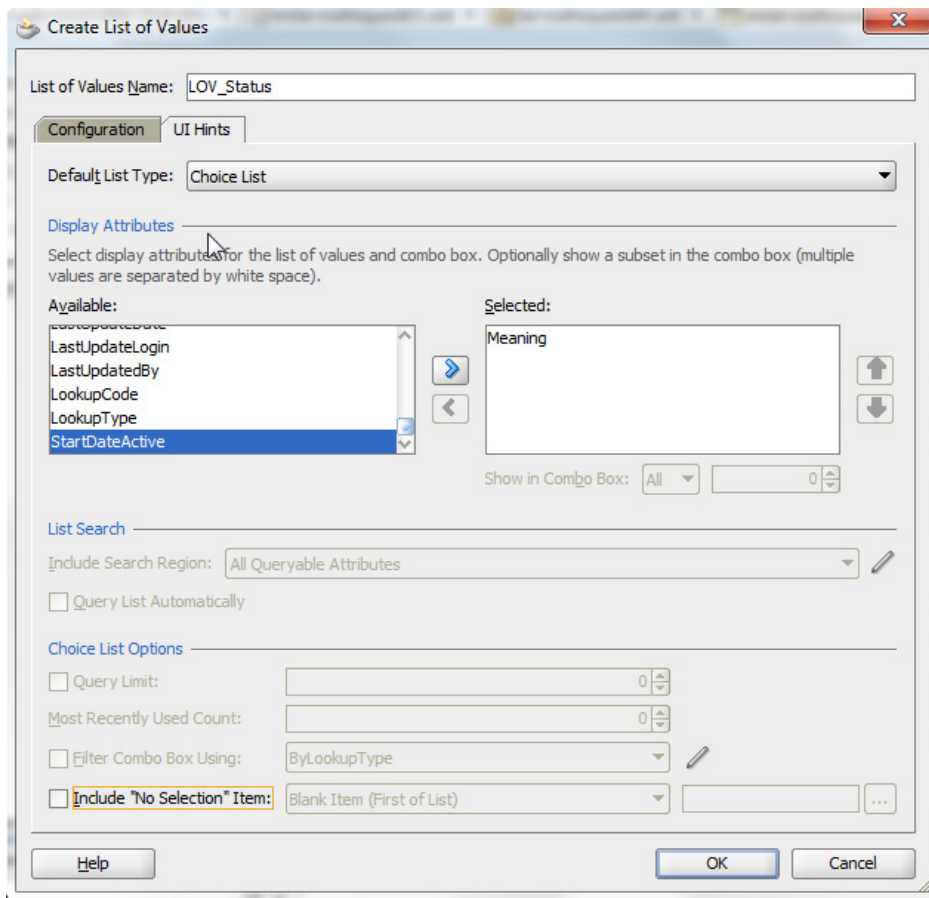 Create List of Values
List of Values Name: LOV_Status
Configuration UI Hints
Default List Type: Choice List
Display Attributes
Select display attributes for the list of values and combo box. Optionally show a subset in the combo box (multiple
values are separated by white space).
Available: Selected:
LastUpdateDate
LastUpdateLogin
LastUpdatedBy
LookupCode
LookupType
StartDateActive
Meaning
Show in Combo Box: All 0
List Search
Include Search Region: All Queryable Attributes
Query List Automatically
Choice List Options
Query Limit: 0
Most Recently Used Count: 0
Filter Combo Box Using: ByLookupType
Include "No Selection" Item: Blank Item (First of List) ...
Help OK Cancel